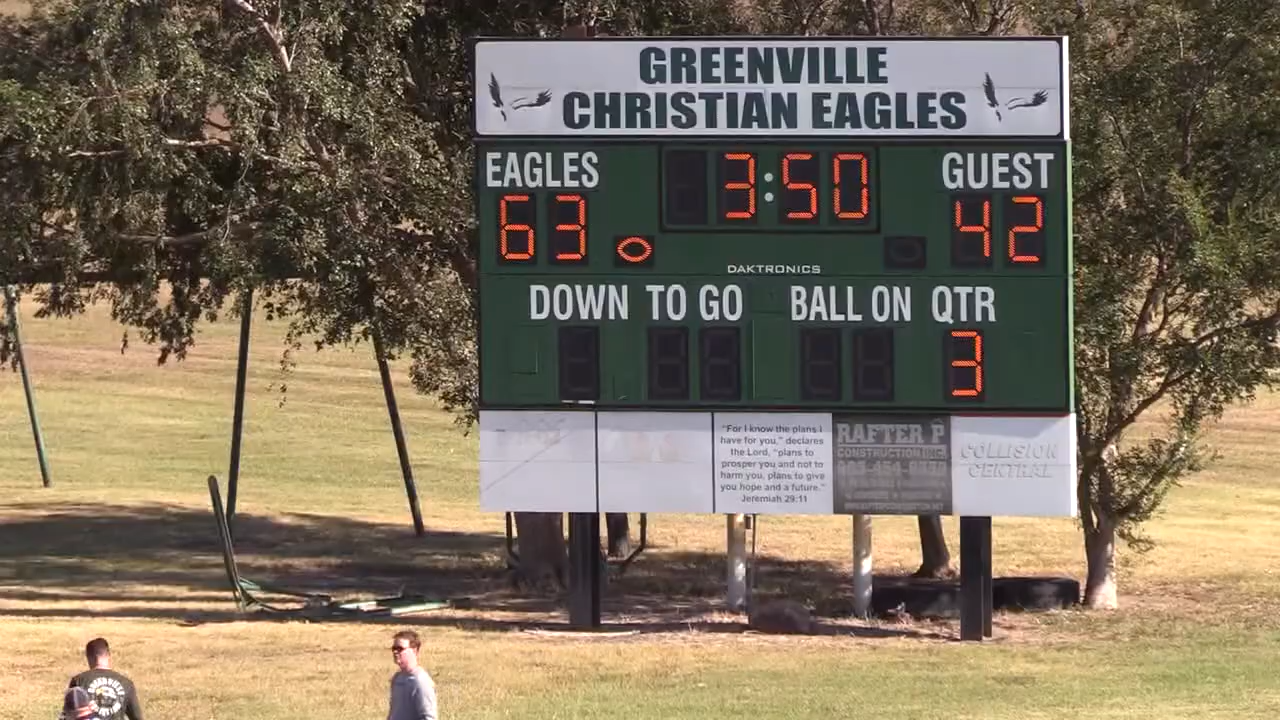 GREENVILLE
CHRISTIAN EAGLES
EAGLES 3:50 GUEST
63 42
DAKTRONICS
DOWN TO GO BALL ON QTR
3
"For I know the plans I
have for you," declares
the Lord, "plans to
prosper you and not to
harm you, plans to give
you hope and a future."
Jeremiah 29:11
RAFTER P
CONSTRUCTION INC.
COLLISION
CENTRAL
GREENVILLE